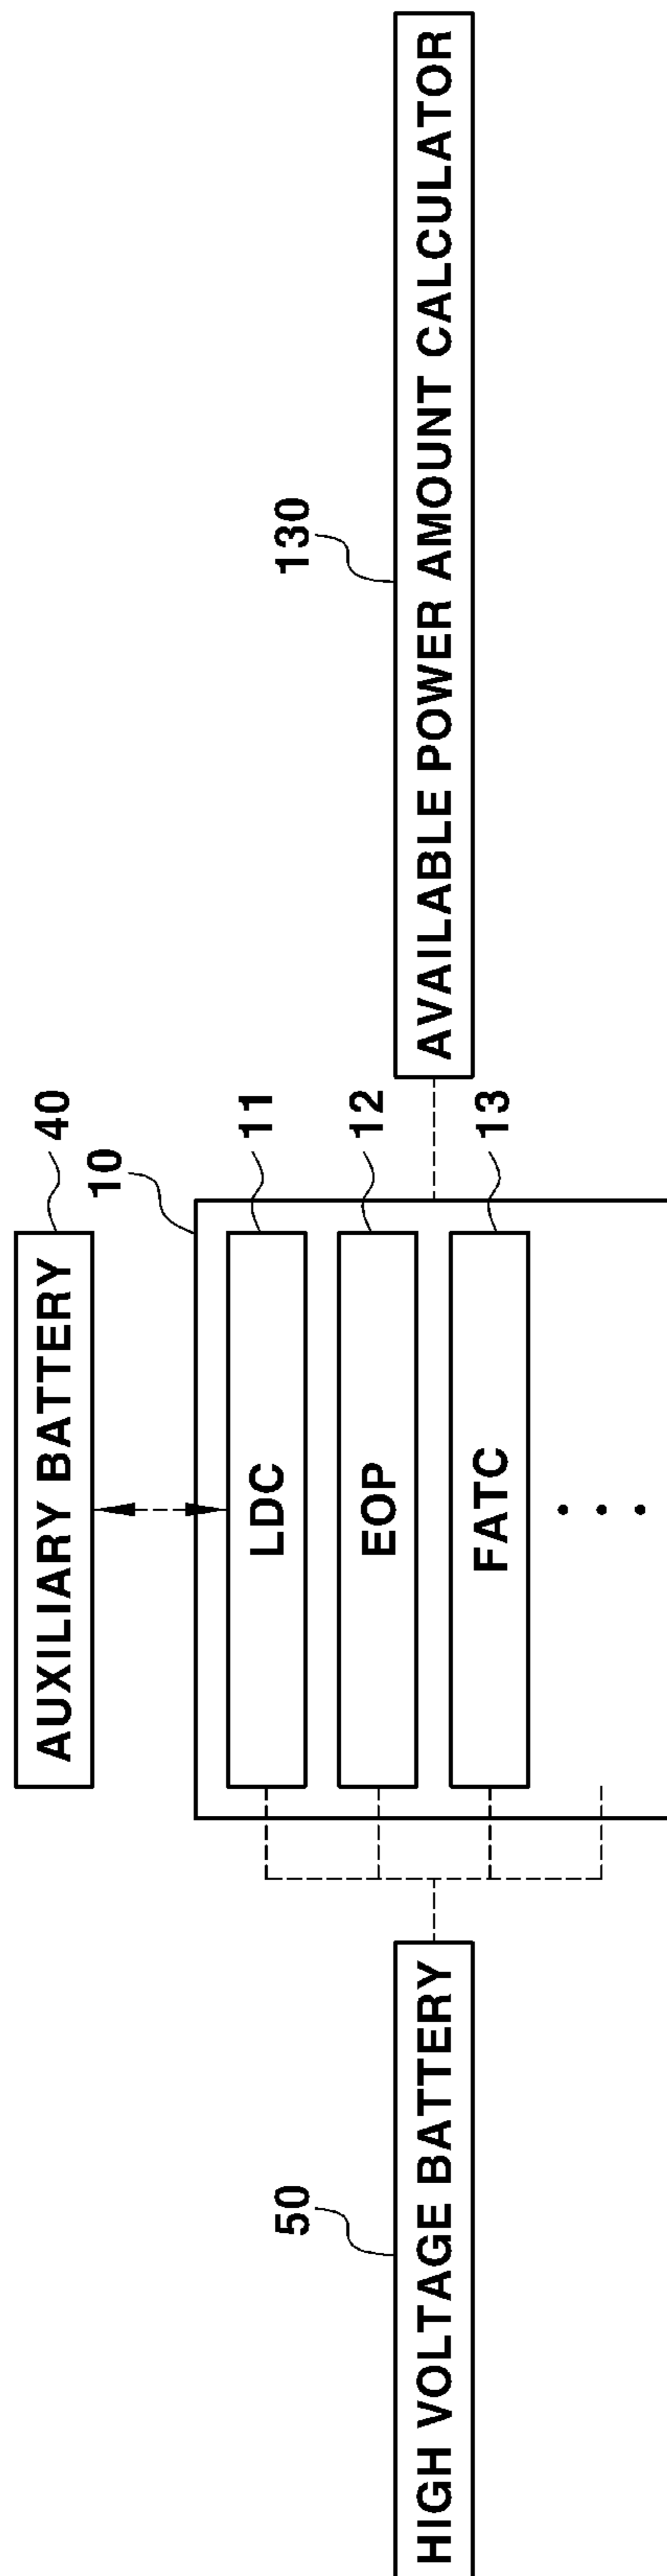 AUXILIARY BATTERY
40
10
LDC
11
EOP
12
FATC
13
50
HIGH VOLTAGE BATTERY
130
AVAILABLE POWER AMOUNT CALCULATOR